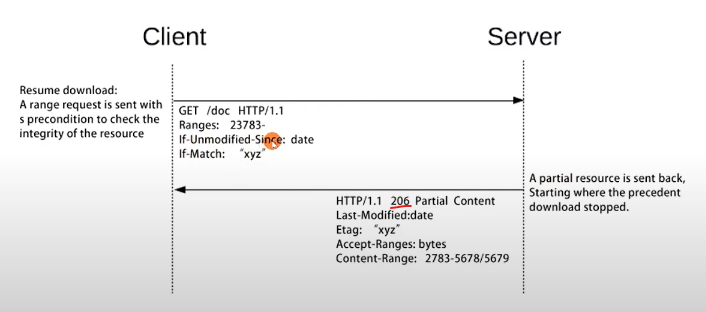 Client
Server
Resume download:
A range request is sent with
s precondition to check the
integrity of the resource
GET /doc HTTP/1.1
Ranges: 23783-
If-Unmodified-Since: date
If-Match: "xyz"
A partial resource is sent back,
Starting where the precedent
download stopped.
HTTP/1.1 206 Partial Content
Last-Modified:date
Etag: "xyz"
Accept-Ranges: bytes
Content-Range: 2783-5678/5679